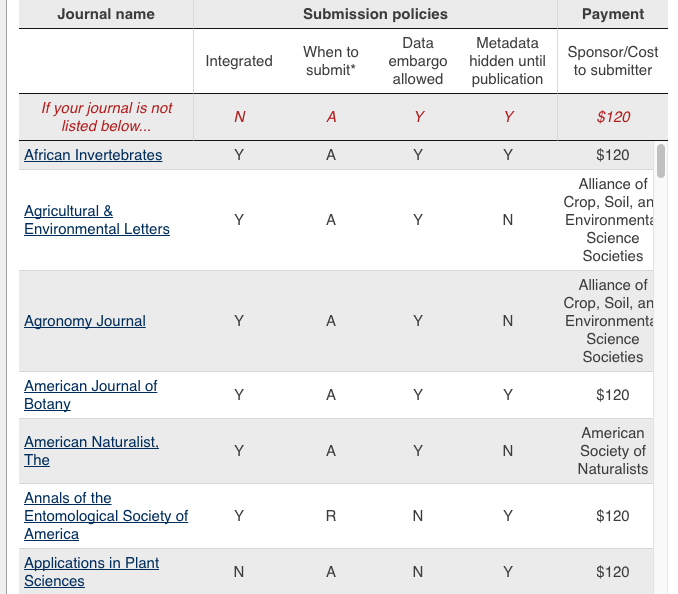 Journal name Submission policies Payment
Integrated When to submit* Data embargo allowed Metadata hidden until publication Sponsor/Cost to submitter
If your journal is not listed below... N A Y Y $120
African Invertebrates Y A Y Y $120
Agricultural & Environmental Letters Y A Y N Alliance of Crop, Soil, an Environmenta Science Societies
Agronomy Journal Y A Y N Alliance of Crop, Soil, an Environmenta Science Societies
American Journal of Botany Y A Y Y $120
American Naturalist, The Y A Y N American Society of Naturalists
Annals of the Entomological Society of America Y R N Y $120
Applications in Plant Sciences N A N Y $120